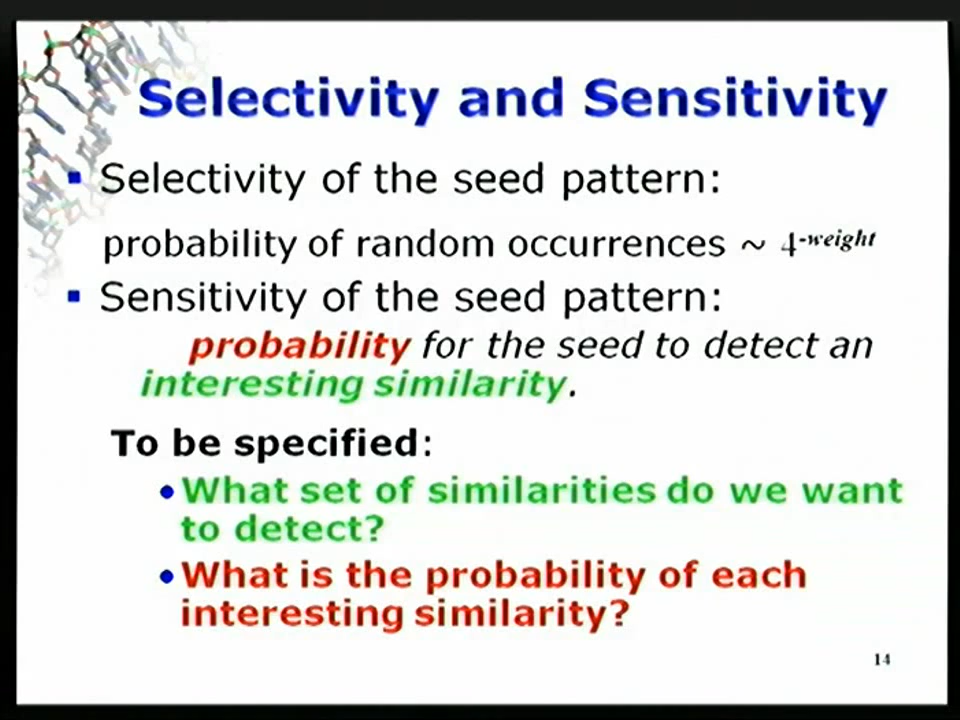 Selectivity and Sensitivity
▪ Selectivity of the seed pattern:
probability of random occurrences ~ 4^-weight
▪ Sensitivity of the seed pattern:
probability for the seed to detect an
interesting similarity.
To be specified:
•What set of similarities do we want
to detect?
•What is the probability of each
interesting similarity?
14